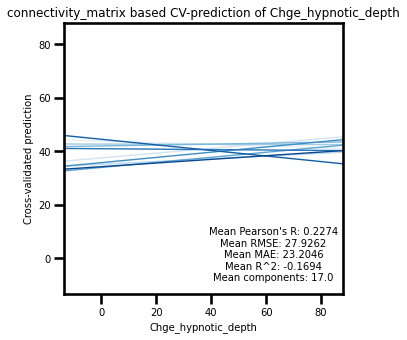 connectivity_matrix based CV-prediction of Chge_hypnotic_depth
80
60
40
20
0
Cross-validated prediction
Mean Pearson's R: 0.2274
Mean RMSE: 27.9262
Mean MAE: 23.2046
Mean R^2: -0.1694
Mean components: 17.0
0 20 40 60 80
Chge_hypnotic_depth